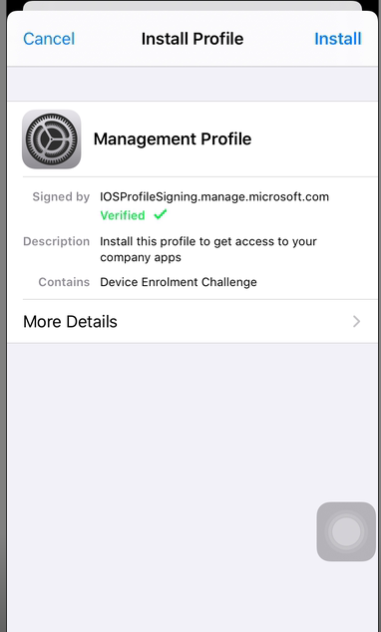 Cancel Install Profile Install
Management Profile
Signed by IOSProfileSigning.manage.microsoft.com
Verified ✓
Description Install this profile to get access to your
company apps
Contains Device Enrolment Challenge
More Details